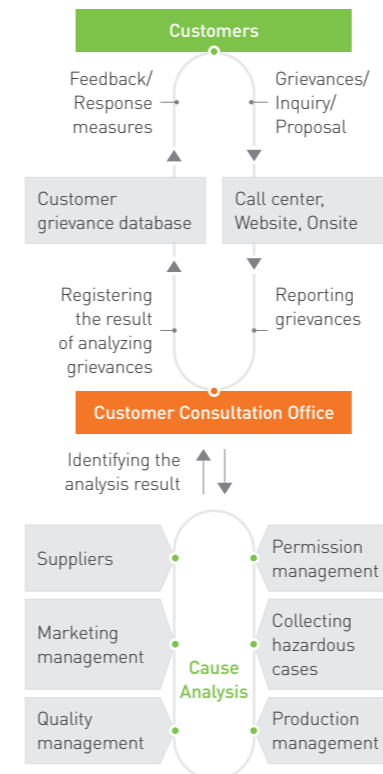 Customers
Feedback/
Response
measures
Grievances/
Inquiry/
Proposal
Customer
grievance database
Call center,
Website, Onsite
Registering
the result
of analyzing
grievances
Reporting
grievances
Customer Consultation Office
Identifying the
analysis result
Suppliers
Permission
management
Marketing
management
Collecting
hazardous
cases
Cause
Analysis
Quality
management
Production
management